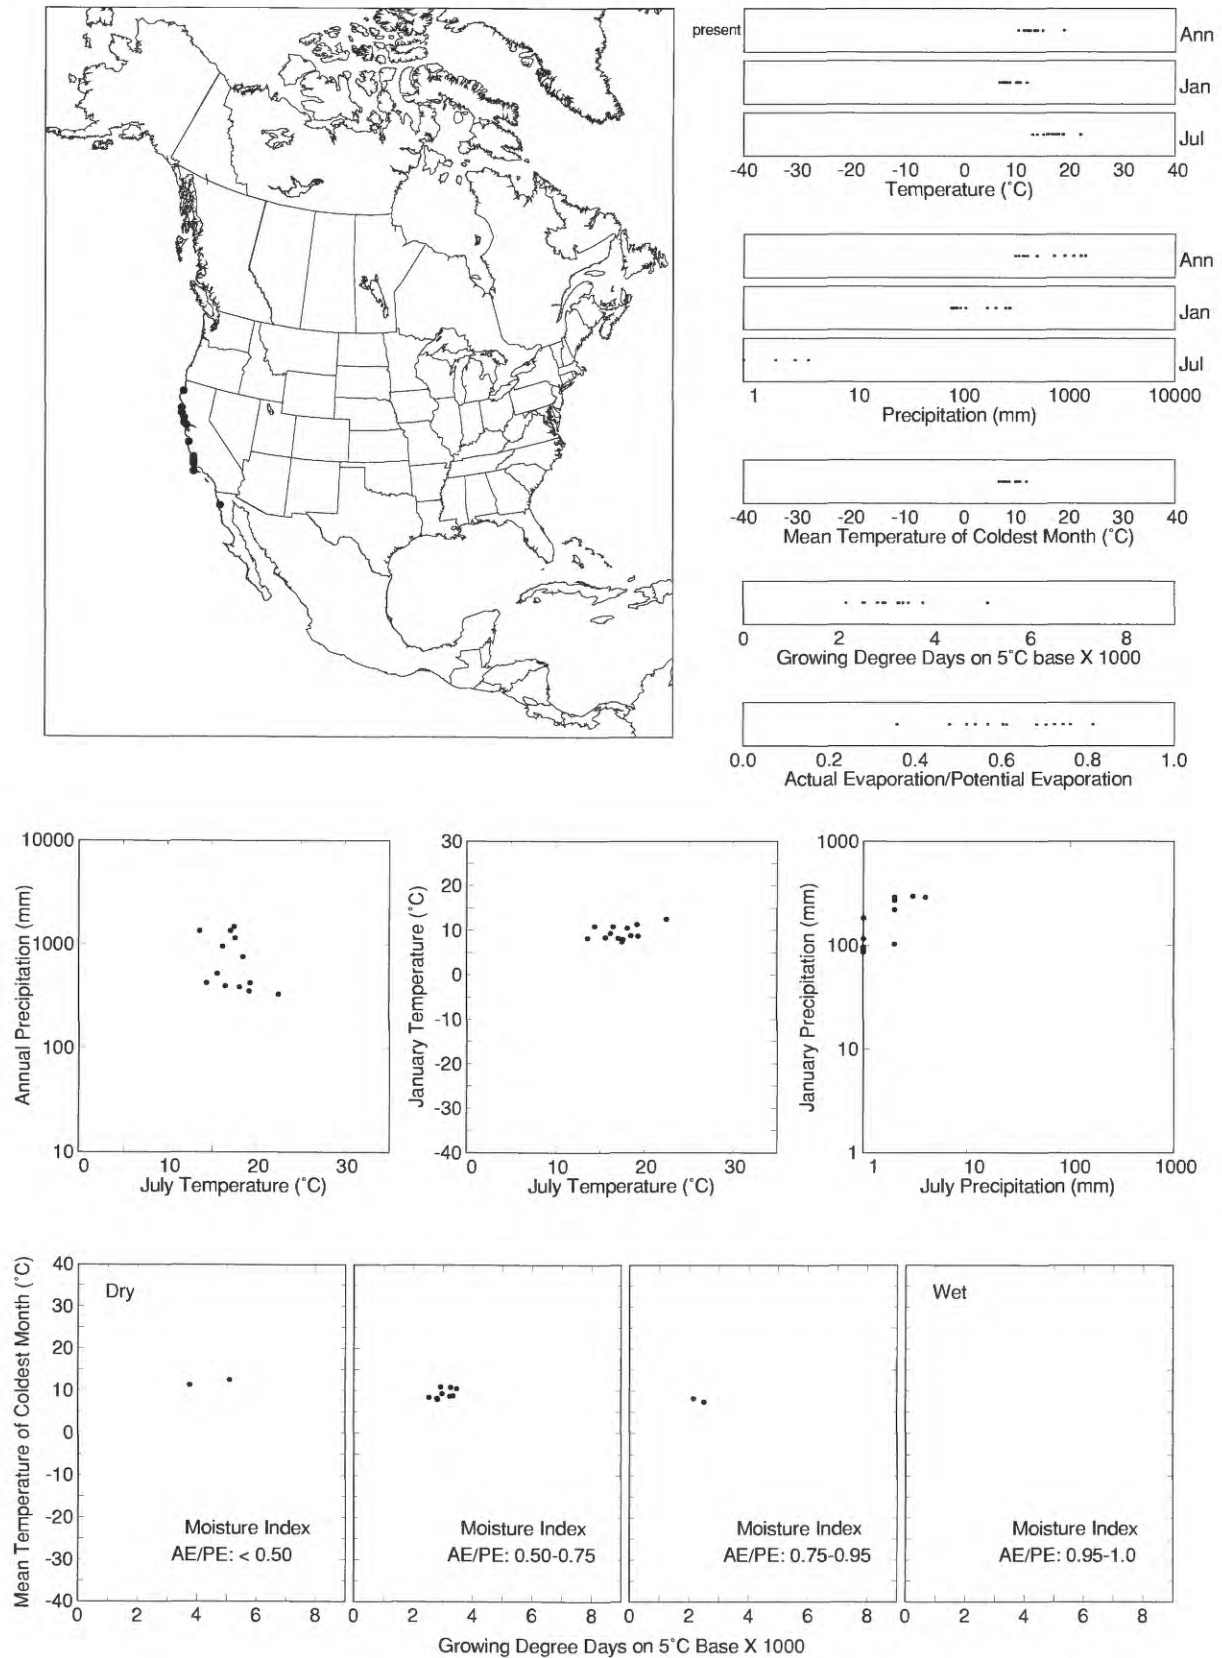 present
Ann
Jan
Jul
-40 -30 -20 -10 0 10 20 30 40
Temperature (˚C)
Ann
Jan
Jul
1 10 100 1000 10000
Precipitation (mm)
-40 -30 -20 -10 0 10 20 30 40
Mean Temperature of Coldest Month (˚C)
0 2 4 6 8
Growing Degree Days on 5˚C base X 1000
0.0 0.2 0.4 0.6 0.8 1.0
Actual Evaporation/Potential Evaporation
Annual Precipitation (mm)
10000
1000
100
10
0 10 20 30
July Temperature (˚C)
January Temperature (˚C)
30
20
10
0
-10
-20
-30
-40
0 10 20 30
July Temperature (˚C)
January Precipitation (mm)
1000
100
10
1
1 10 100 1000
July Precipitation (mm)
Mean Temperature of Coldest Month (˚C)
40
30
20
10
0
-10
-20
-30
-40
Dry
Wet
Moisture Index
AE/PE: < 0.50
Moisture Index
AE/PE: 0.50-0.75
Moisture Index
AE/PE: 0.75-0.95
Moisture Index
AE/PE: 0.95-1.0
0 2 4 6 8 0 2 4 6 8 0 2 4 6 8 0 2 4 6 8
Growing Degree Days on 5˚C Base X 1000